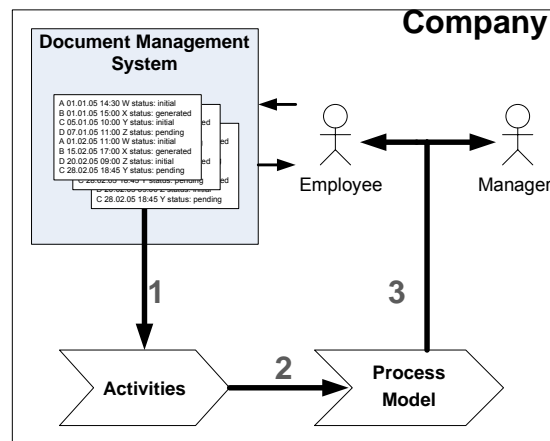 Company
Document Management
System
A 01.01.05 14:30 W status: initial
B 01.01.05 15:00 X status: generated
C 05.01.05 10:00 Y status: initial
D 07.01.05 11:00 Z status: pending
A 01.02.05 11:00 W status: initial
B 15.02.05 17:00 X status: generated
D 20.02.05 09:00 Z status: initial
C 28.02.05 18:45 Y status: pending
C 28.02.05 18:45 Y status: pending
Employee
Manager
1
3
Activities
2
Process
Model